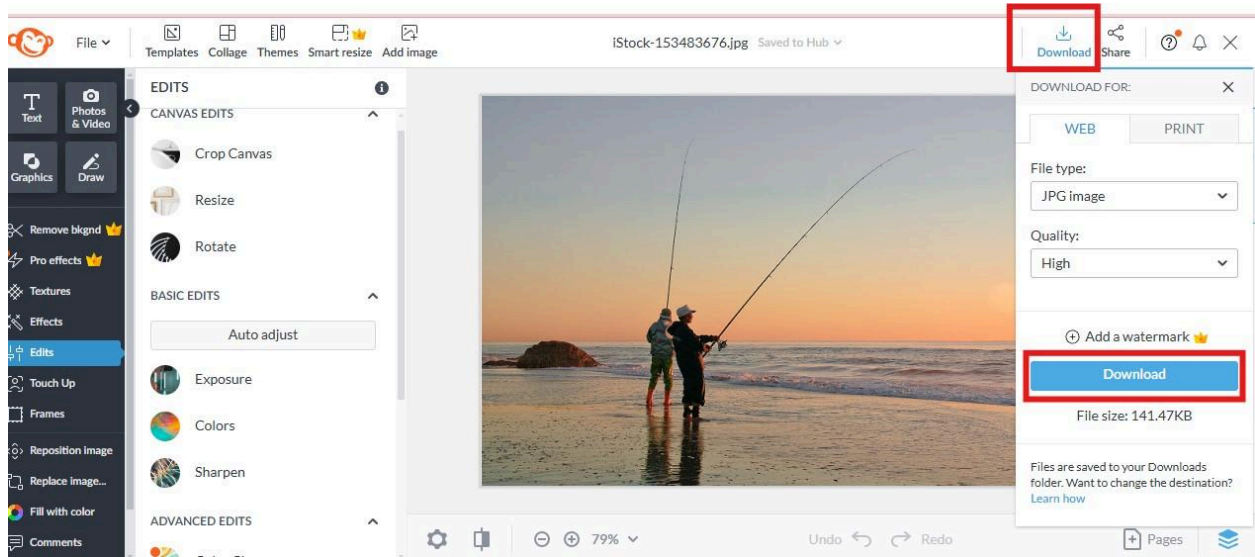 File
Templates
Collage
Themes
Smart resize
Add image
iStock-153483676.jpg Saved to Hub
Download
Share
Text
Photos
& Video
Graphics
Draw
Remove bkgnd
Pro effects
Textures
Effects
Edits
Touch Up
Frames
Reposition image
Replace image...
Fill with color
Comments
EDITS
CANVAS EDITS
Crop Canvas
Resize
Rotate
BASIC EDITS
Auto adjust
Exposure
Colors
Sharpen
ADVANCED EDITS
79%
Undo
Redo
Pages
DOWNLOAD FOR:
WEB
PRINT
File type:
JPG image
Quality:
High
Add a watermark
Download
File size: 141.47KB
Files are saved to your Downloads
folder. Want to change the destination?
Learn how